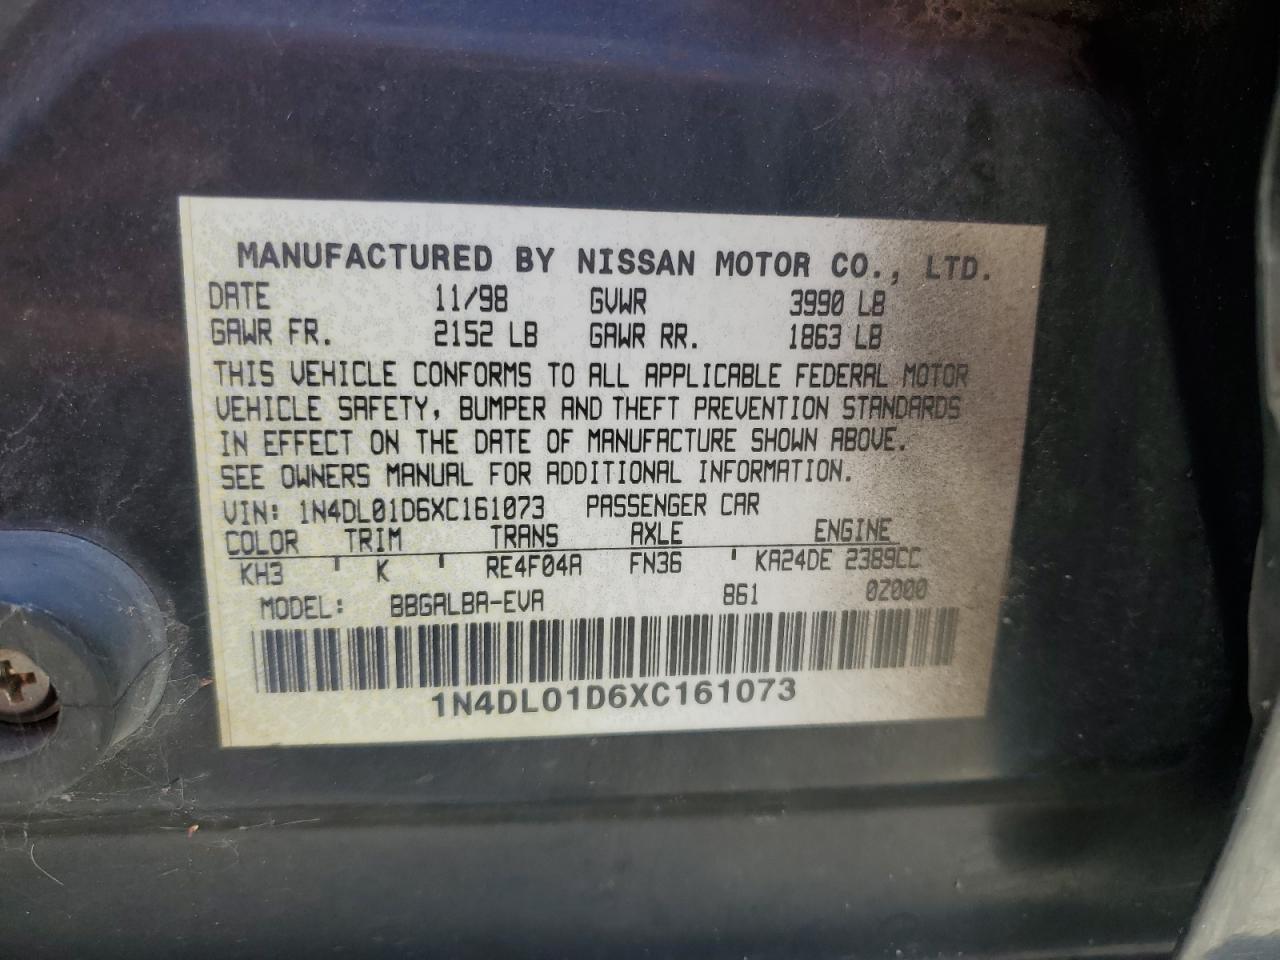 MANUFACTURED BY NISSAN MOTOR CO., LTD.
DATE 11/98 GVWR 3990 LB
GAWR FR. 2152 LB GAWR RR. 1863 LB
THIS VEHICLE CONFORMS TO ALL APPLICABLE FEDERAL MOTOR
VEHICLE SAFETY, BUMPER AND THEFT PREVENTION STANDARDS
IN EFFECT ON THE DATE OF MANUFACTURE SHOWN ABOVE.
SEE OWNERS MANUAL FOR ADDITIONAL INFORMATION.
VIN: 1N4DL01D6XC161073 PASSENGER CAR
COLOR TRIM TRANS AXLE ENGINE
KH3 ' K ' RE4F04A FN36 ' KA24DE 2389CC
MODEL: BBGALBA-EVA 861 0Z000
1N4DL01D6XC161073